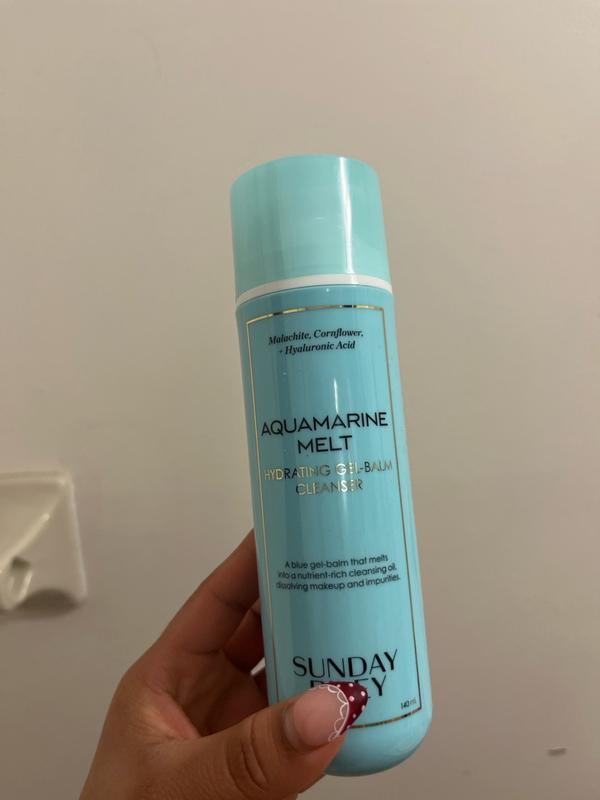 Malachite, Cornflower,
+ Hyaluronic Acid
AQUAMARINE
MELT
HYDRATING GEL-BALM
CLEANSER
A blue gel-balm that melts
into a nutrient-rich cleansing oil,
dissolving makeup and impurities.
SUNDAY
140 mL